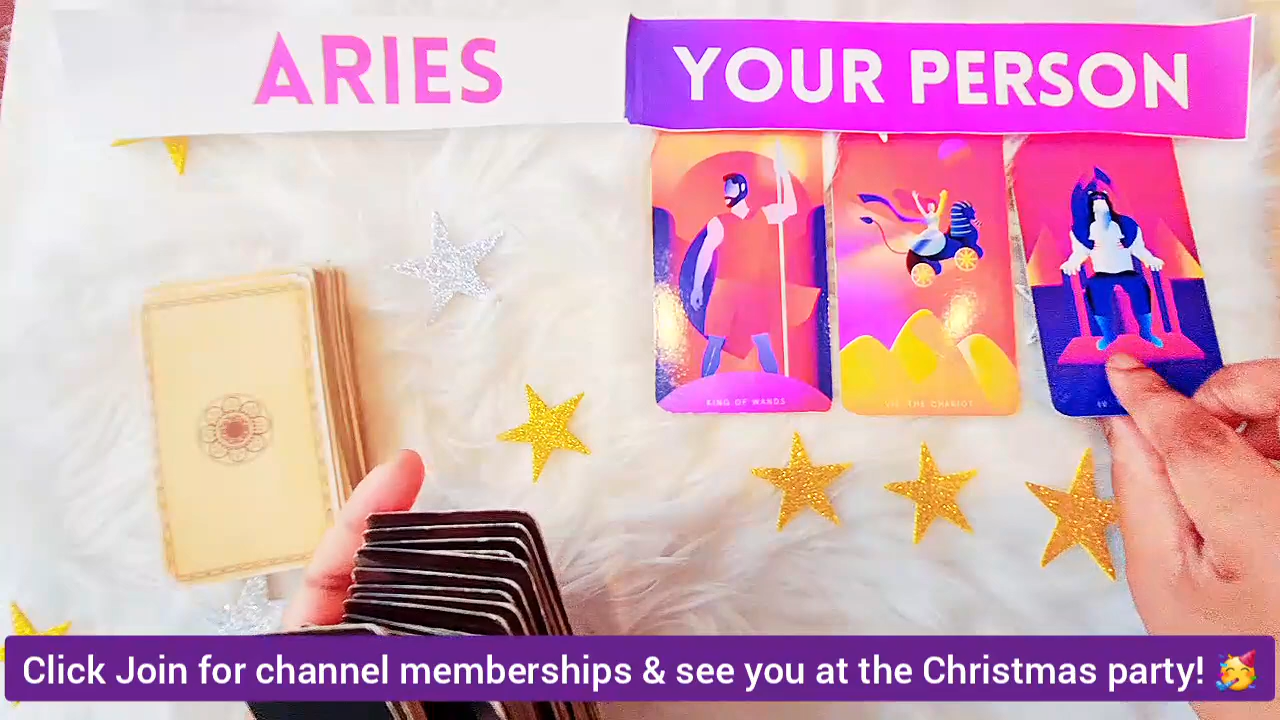 ARIES
YOUR PERSON
KING OF WANDS
VII THE CHARIOT
IV
Click Join for channel memberships & see you at the Christmas party! 🥳